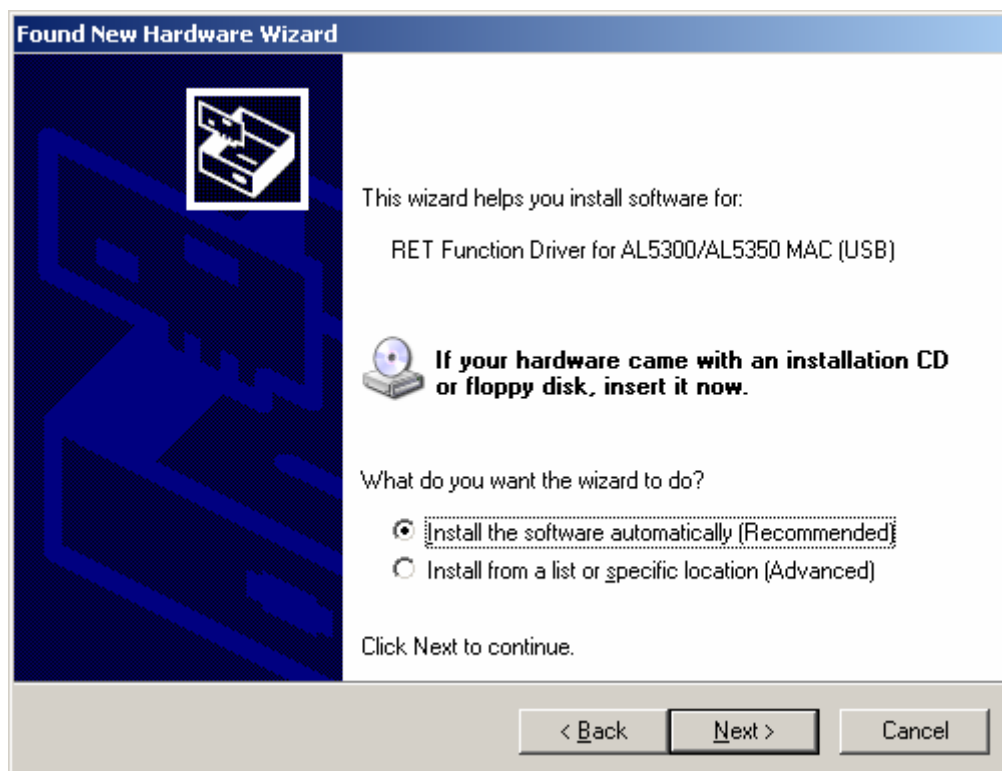 Found New Hardware Wizard
This wizard helps you install software for:
RET Function Driver for AL5300/AL5350 MAC (USB)
If your hardware came with an installation CD
or floppy disk, insert it now.
What do you want the wizard to do?
Install the software automatically (Recommended)
Install from a list or specific location (Advanced)
Click Next to continue.
< Back Next > Cancel